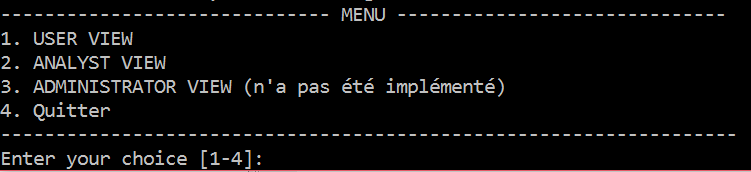 ------------------------------ MENU ------------------------------
1. USER VIEW
2. ANALYST VIEW
3. ADMINISTRATOR VIEW (n'a pas été implémenté)
4. Quitter
-------------------------------------------------------------------
Enter your choice [1-4]: